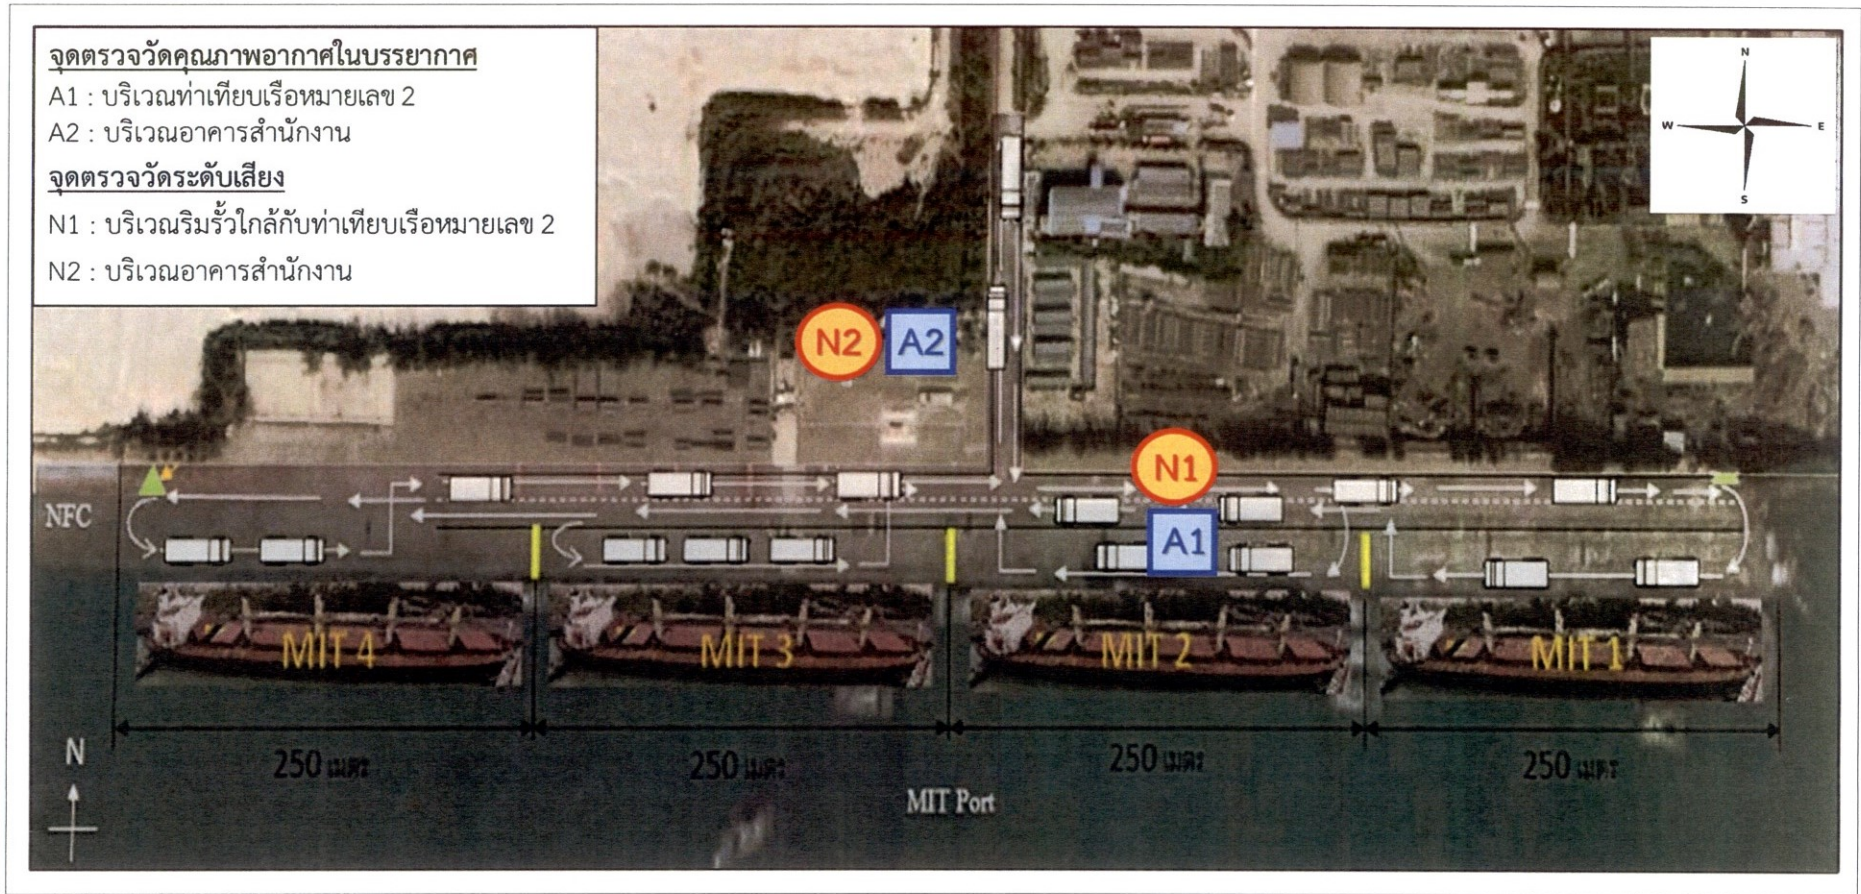 จุดตรวจวัดคุณภาพอากาศในบรรยากาศ
A1 : บริเวณท่าเทียบเรือหมายเลข 2
A2 : บริเวณอาคารสำนักงาน
จุดตรวจวัดระดับเสียง
N1 : บริเวณริมรั้วใกล้กับท่าเทียบเรือหมายเลข 2
N2 : บริเวณอาคารสำนักงาน
N
W E
S
N2 A2
N1
NFC
A1
MIT 4 MIT 3 MIT 2 MIT 1
250 เมตร 250 เมตร 250 เมตร 250 เมตร
N
MIT Port